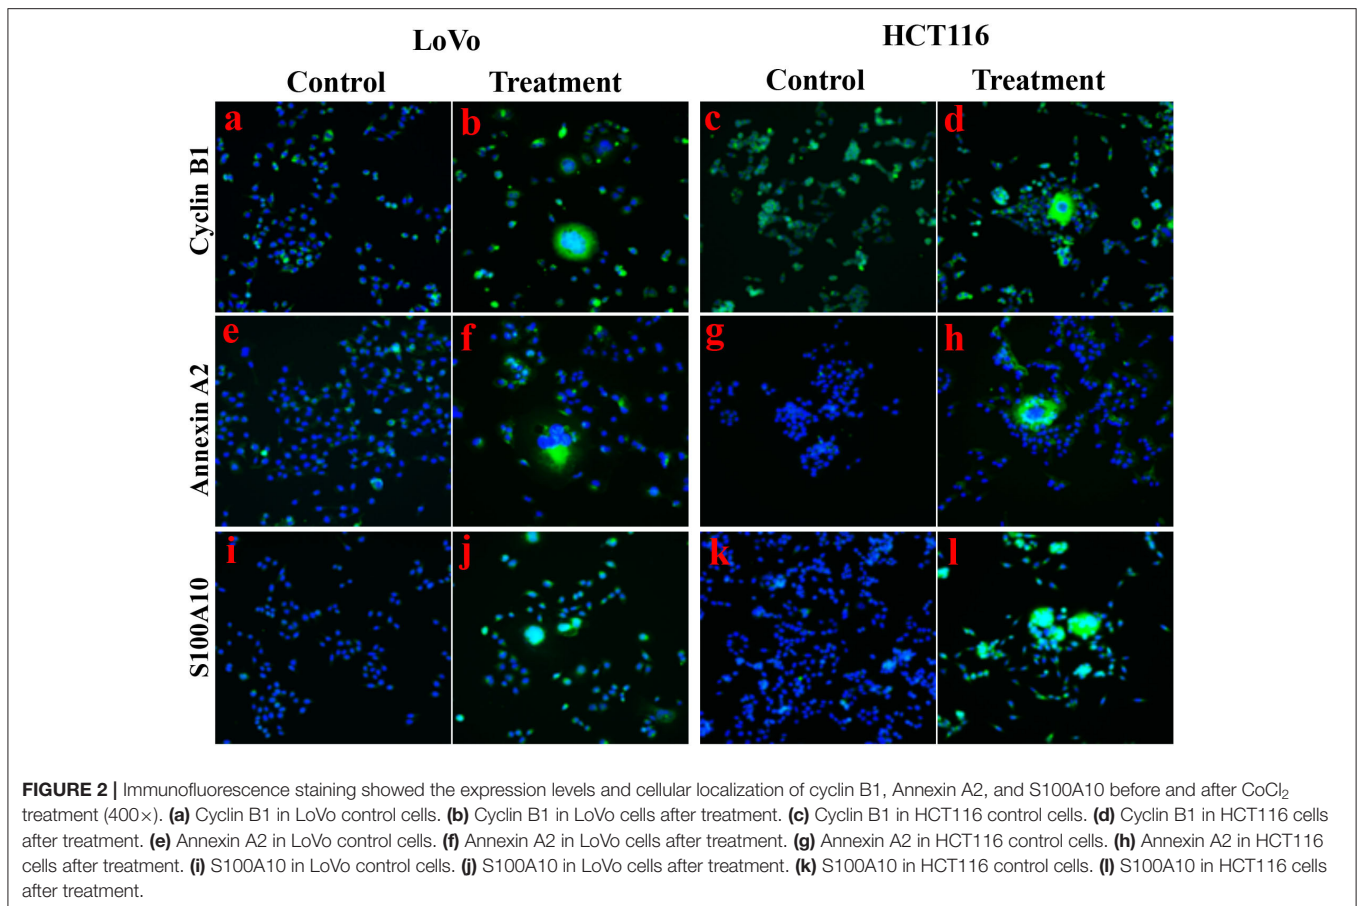 LoVo
HCT116
Control
Treatment
Control
Treatment
Cyclin B1
a
b
c
d
Annexin A2
e
f
g
h
S100A10
i
j
k
l
FIGURE 2 | Immunofluorescence staining showed the expression levels and cellular localization of cyclin B1, Annexin A2, and S100A10 before and after CoCl₂
treatment (400×). (a) Cyclin B1 in LoVo control cells. (b) Cyclin B1 in LoVo cells after treatment. (c) Cyclin B1 in HCT116 control cells. (d) Cyclin B1 in HCT116 cells
after treatment. (e) Annexin A2 in LoVo control cells. (f) Annexin A2 in LoVo cells after treatment. (g) Annexin A2 in HCT116 control cells. (h) Annexin A2 in HCT116
cells after treatment. (i) S100A10 in LoVo control cells. (j) S100A10 in LoVo cells after treatment. (k) S100A10 in HCT116 control cells. (l) S100A10 in HCT116 cells
after treatment.